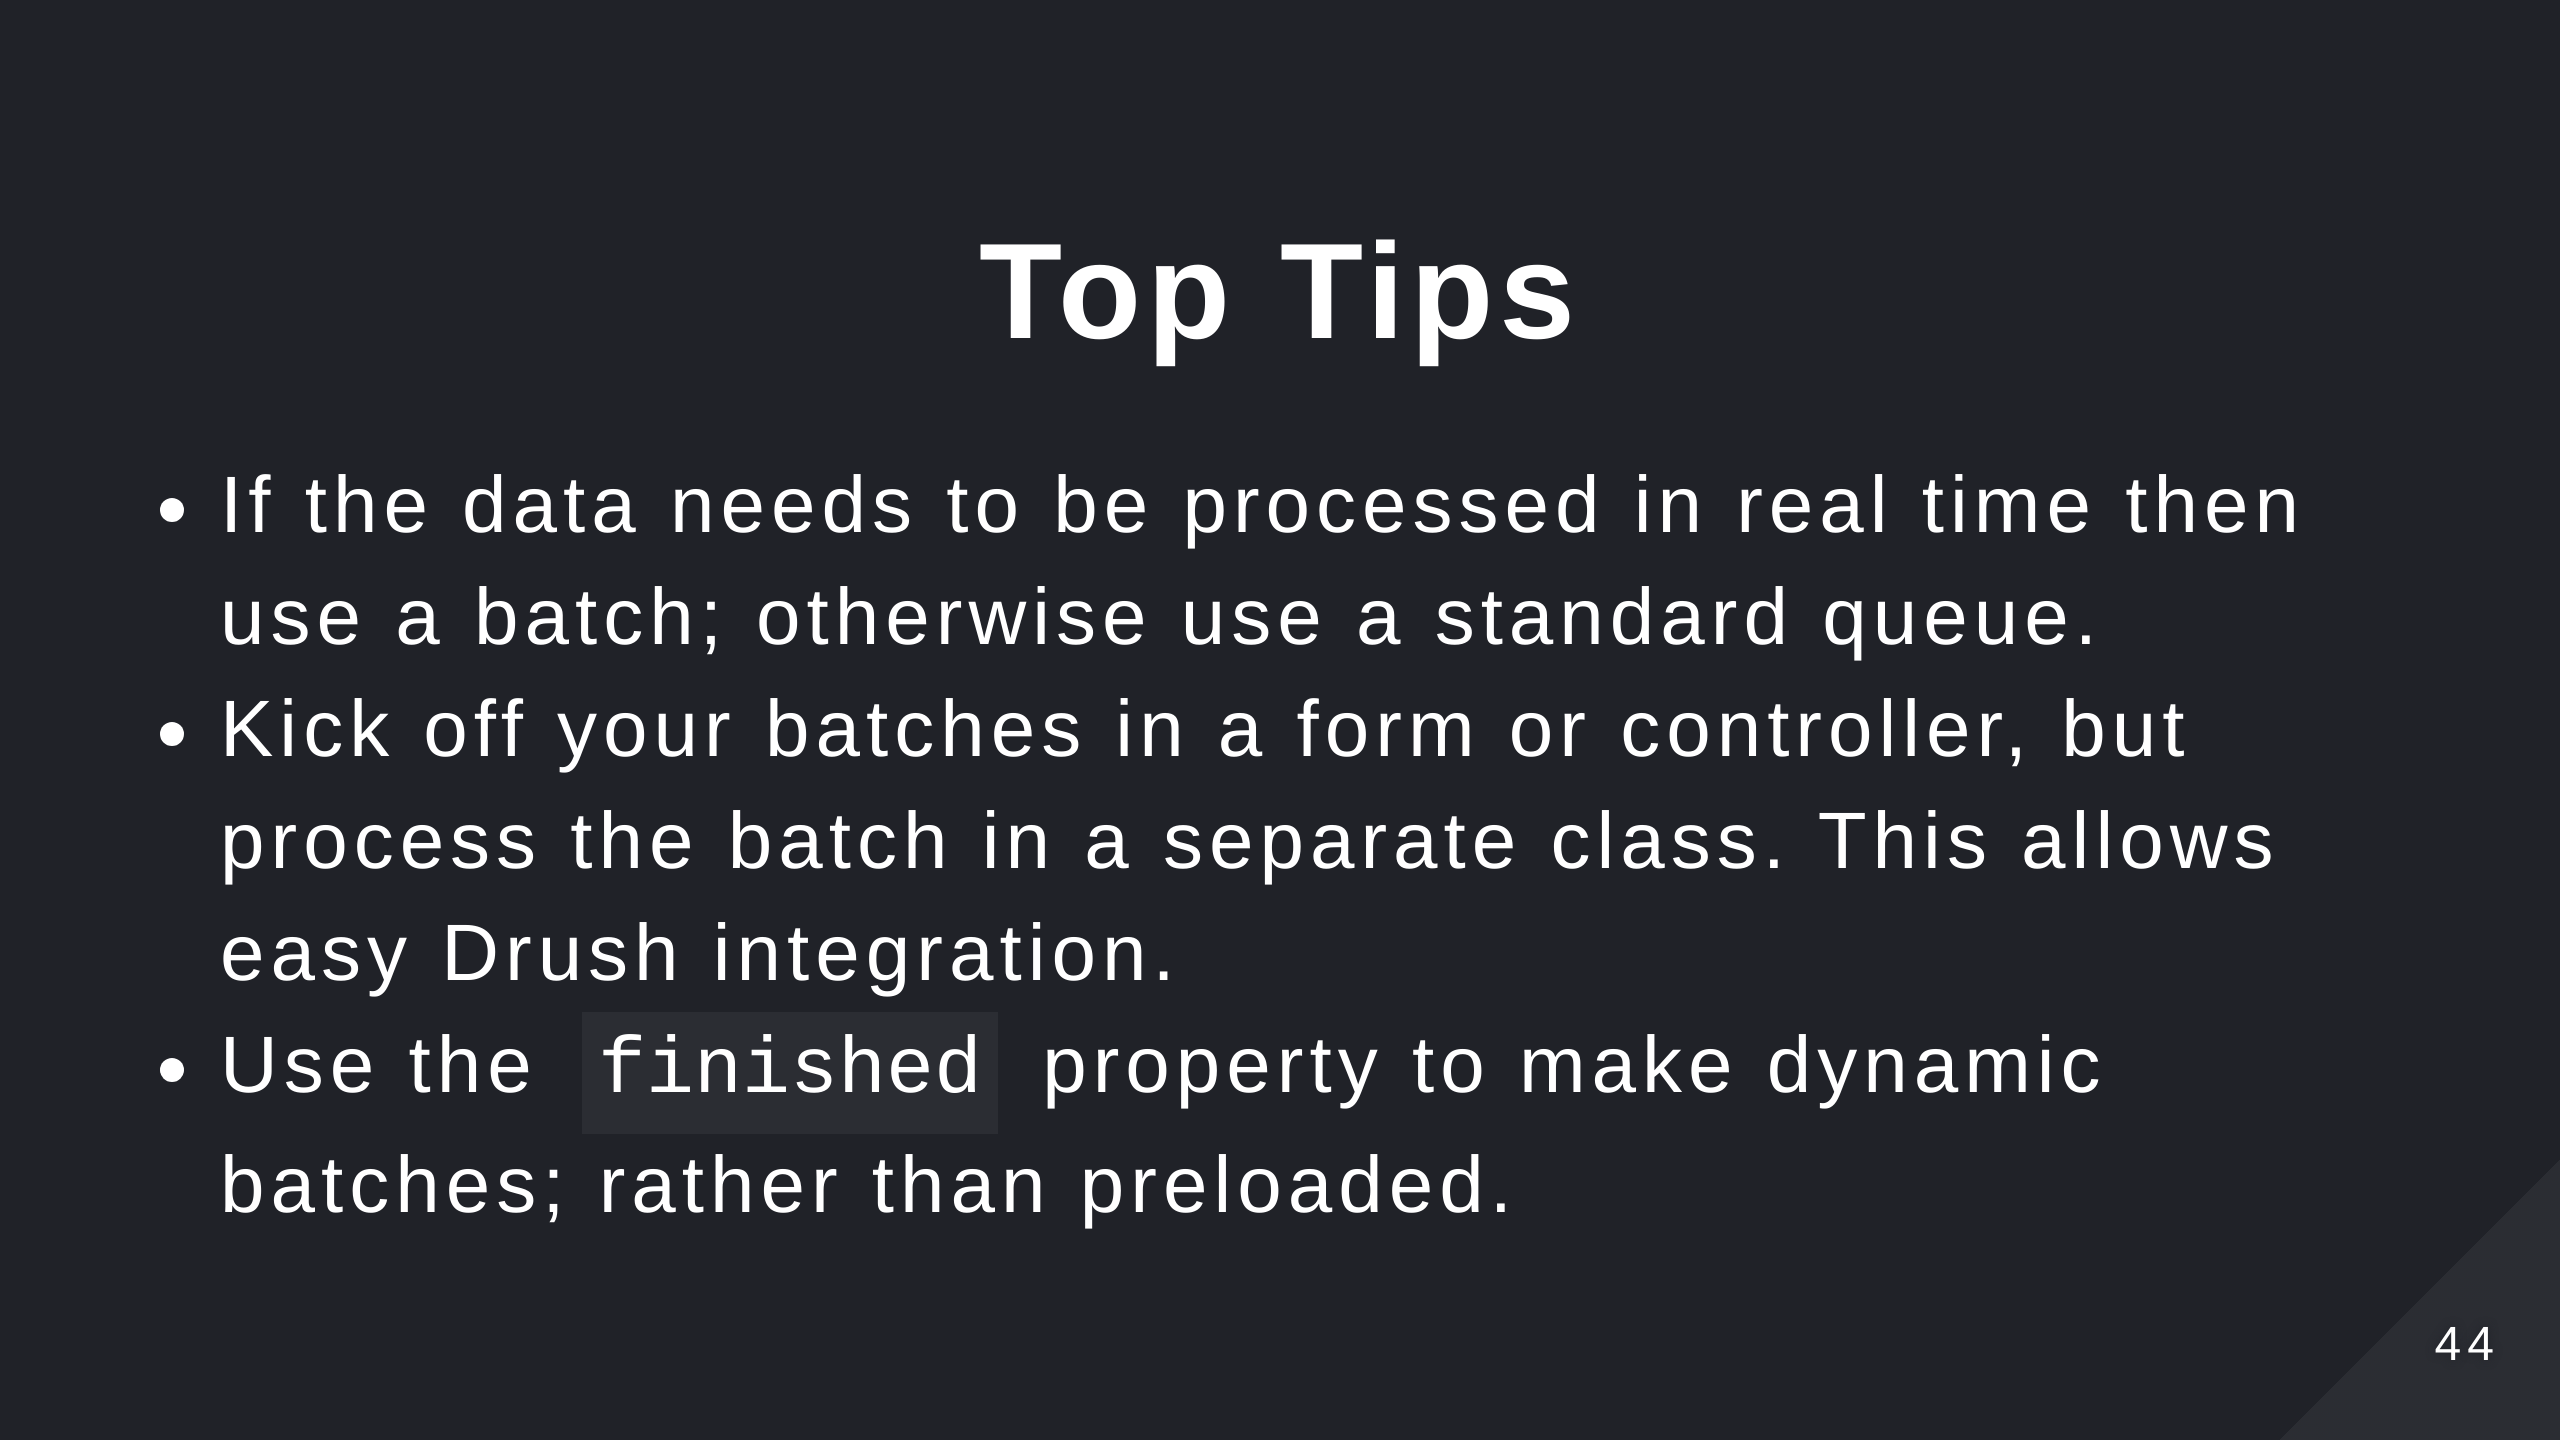 Top Tips
• If the data needs to be processed in real time then
use a batch; otherwise use a standard queue.
• Kick off your batches in a form or controller, but
process the batch in a separate class. This allows
easy Drush integration.
• Use the finished property to make dynamic
batches; rather than preloaded.
44